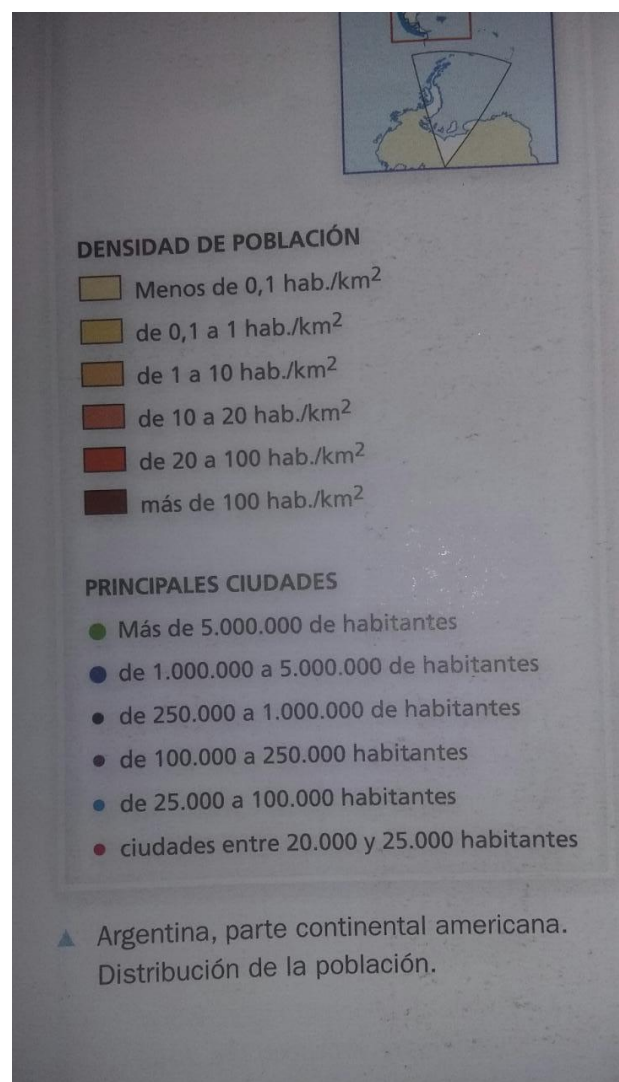 DENSIDAD DE POBLACIÓN
Menos de 0,1 hab./km²
de 0,1 a 1 hab./km²
de 1 a 10 hab./km²
de 10 a 20 hab./km²
de 20 a 100 hab./km²
más de 100 hab./km²
PRINCIPALES CIUDADES
Más de 5.000.000 de habitantes
de 1.000.000 a 5.000.000 de habitantes
de 250.000 a 1.000.000 de habitantes
de 100.000 a 250.000 habitantes
de 25.000 a 100.000 habitantes
ciudades entre 20.000 y 25.000 habitantes
Argentina, parte continental americana.
Distribución de la población.